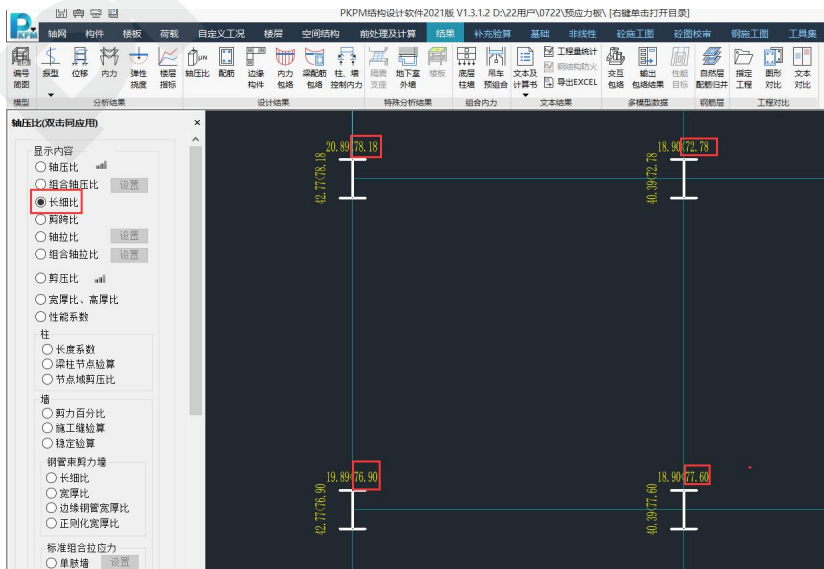 PKPM结构设计软件2021版 V1.3.1.2 D:\22用户\0722\预应力板\ [右键单击打开目录]
PKPM
轴网 构件 楼板 荷载 自定义工况 楼层 空间结构 前处理及计算 结果 补充验算 基础 非线性 砼施工图 砼图校审 钢施工图 工具集
编号简图 振型 位移 内力 弹性挠度 楼层指标 轴压比 配筋 边缘构件 内力包络 梁配筋包络 柱、墙控制内力 隔震支座 地下室外墙 楼板 底层柱墙 吊车预组合 文本及计算书 工程量统计 钢结构防火 导出EXCEL 交互包络 输出包络结果 性能目标 自然层配筋归并 指定工程 图形对比 文本对比
模型 分析结果 设计结果 特殊分析结果 组合内力 文本结果 多模型数据 钢筋层 工程对比
轴压比(双击同应用) ×
显示内容
轴压比
组合轴压比 设置
长细比
剪跨比
轴拉比 设置
组合轴拉比 设置
剪压比
宽厚比、高厚比
性能系数
柱
长度系数
梁柱节点验算
节点域剪压比
墙
剪力百分比
施工缝验算
稳定验算
钢管束剪力墙
长细比
宽厚比
边缘钢管宽厚比
正则化宽厚比
标准组合拉应力
单肢墙 设置
20.89<78.18
42.77<78.18
18.90<72.78
40.39<72.78
19.89<76.90
42.77<76.90
18.90<77.60
40.39<77.60